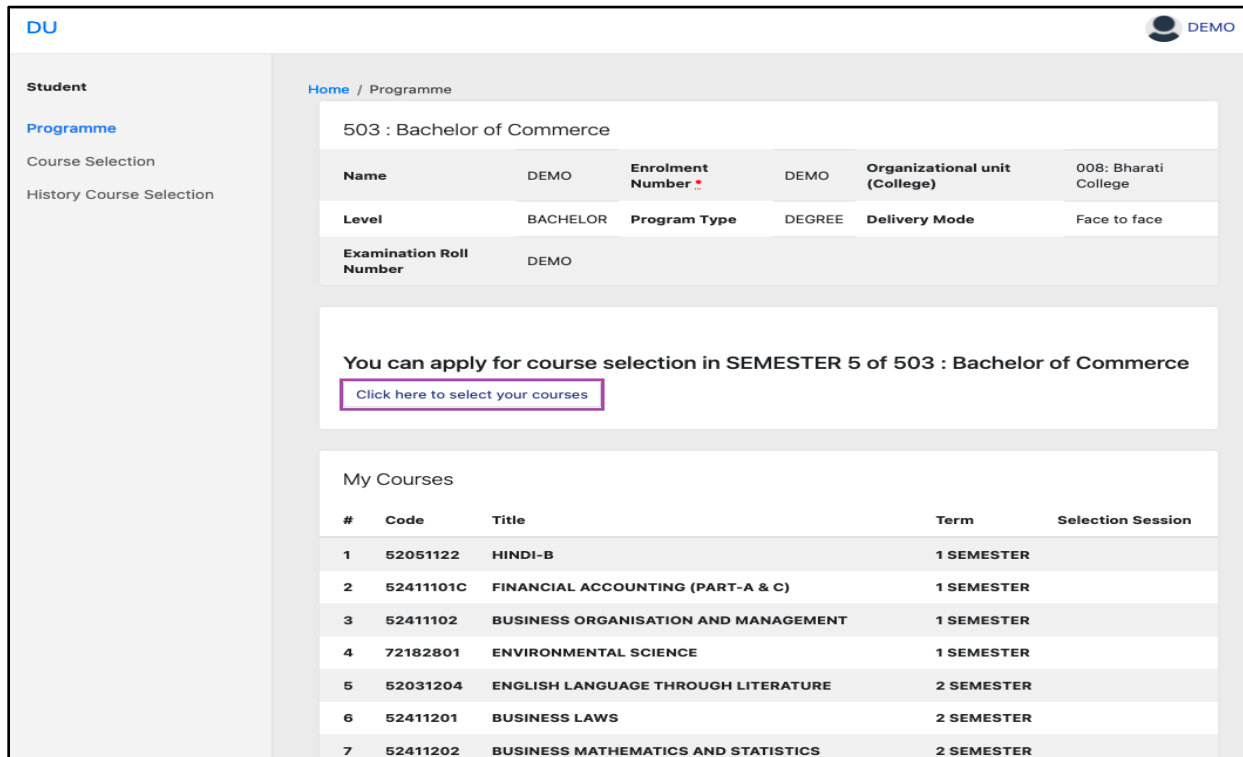 DU
DEMO
Student
Programme
Course Selection
History Course Selection
Home / Programme
503 : Bachelor of Commerce
Name DEMO Enrolment Number * DEMO Organizational unit (College) 008: Bharati College
Level BACHELOR Program Type DEGREE Delivery Mode Face to face
Examination Roll Number DEMO
You can apply for course selection in SEMESTER 5 of 503 : Bachelor of Commerce
Click here to select your courses
My Courses
# Code Title Term Selection Session
1 52051122 HINDI-B 1 SEMESTER
2 52411101C FINANCIAL ACCOUNTING (PART-A & C) 1 SEMESTER
3 52411102 BUSINESS ORGANISATION AND MANAGEMENT 1 SEMESTER
4 72182801 ENVIRONMENTAL SCIENCE 1 SEMESTER
5 52031204 ENGLISH LANGUAGE THROUGH LITERATURE 2 SEMESTER
6 52411201 BUSINESS LAWS 2 SEMESTER
7 52411202 BUSINESS MATHEMATICS AND STATISTICS 2 SEMESTER